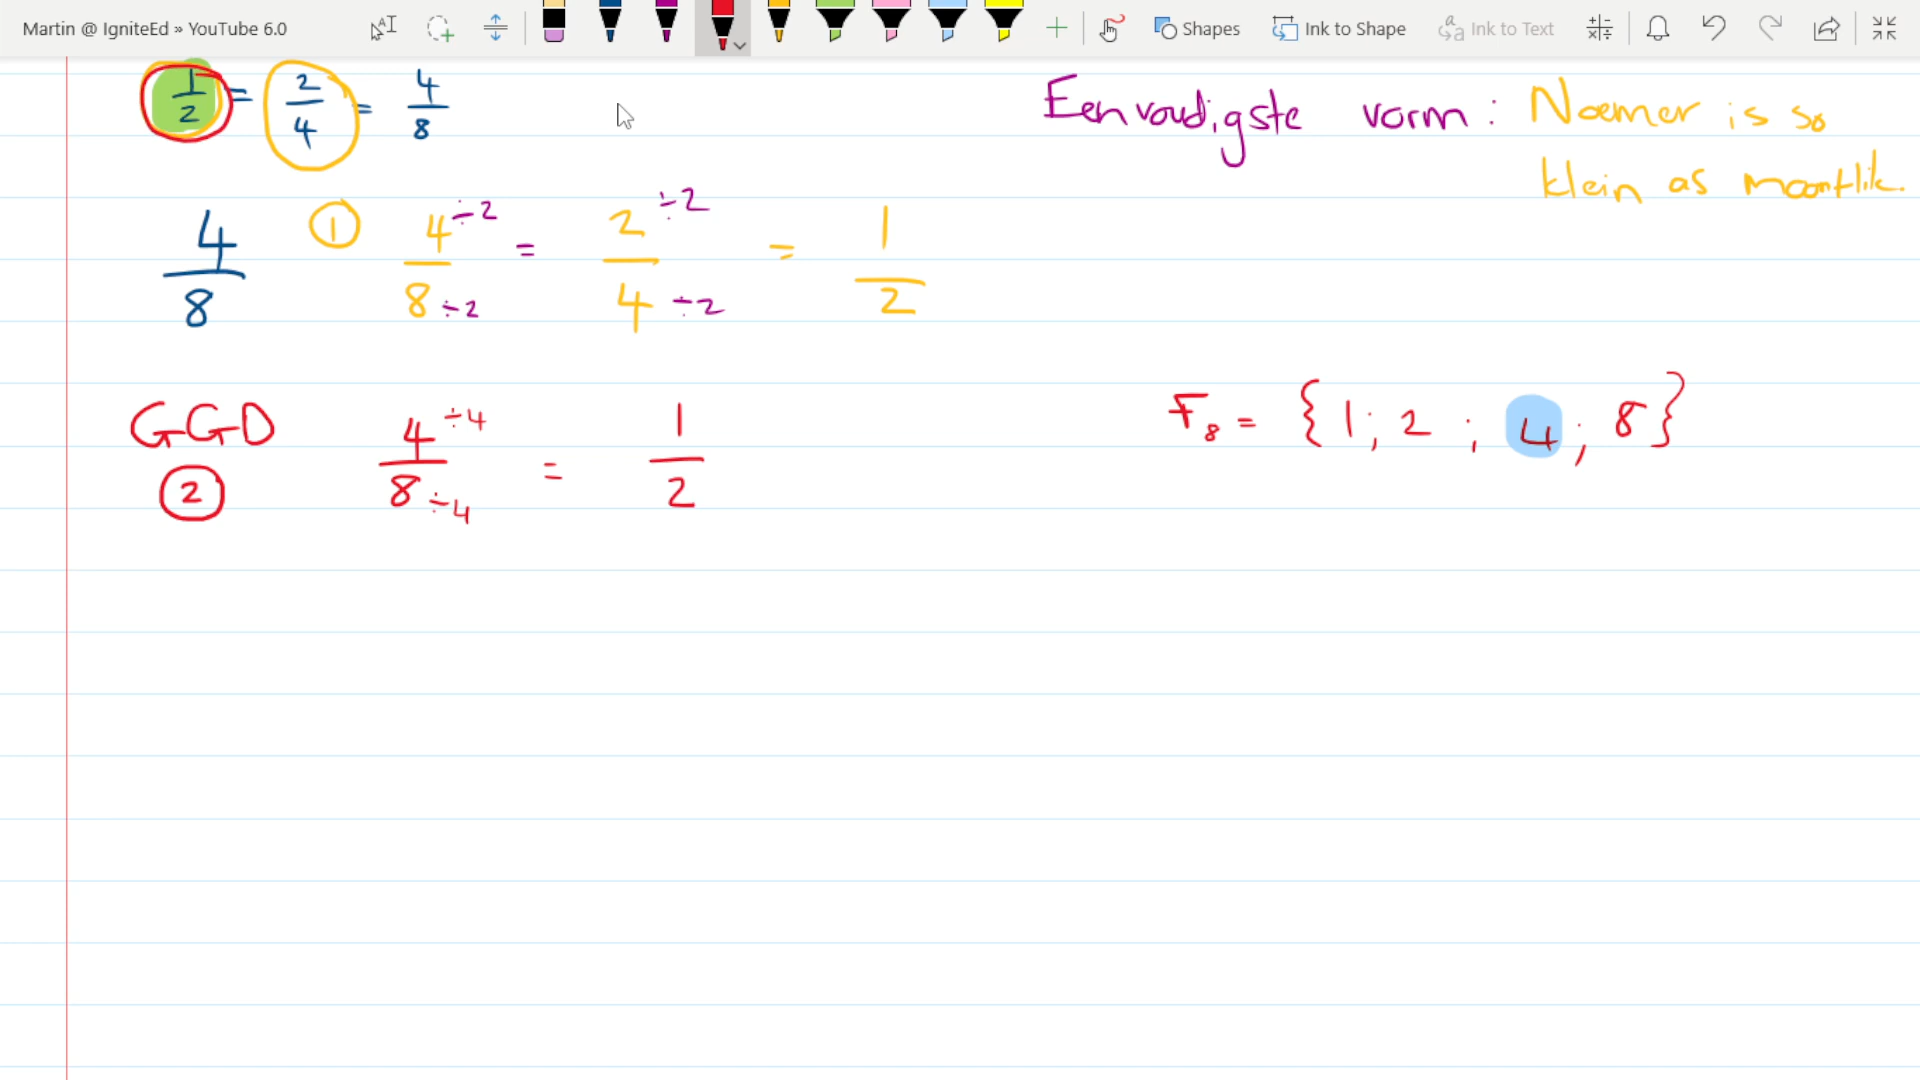 Martin @ IgniteEd » YouTube 6.0
Shapes
Ink to Shape
Ink to Text
1/2 = 2/4 = 4/8
Eenvoudigste vorm : Noemer is so
klein as moontlik.
4/8 ① 4÷2/8÷2 = 2÷2/4÷2 = 1/2
GGD 4÷4/8÷4 = 1/2
②
F₈ = {1; 2 ; 4 ; 8}